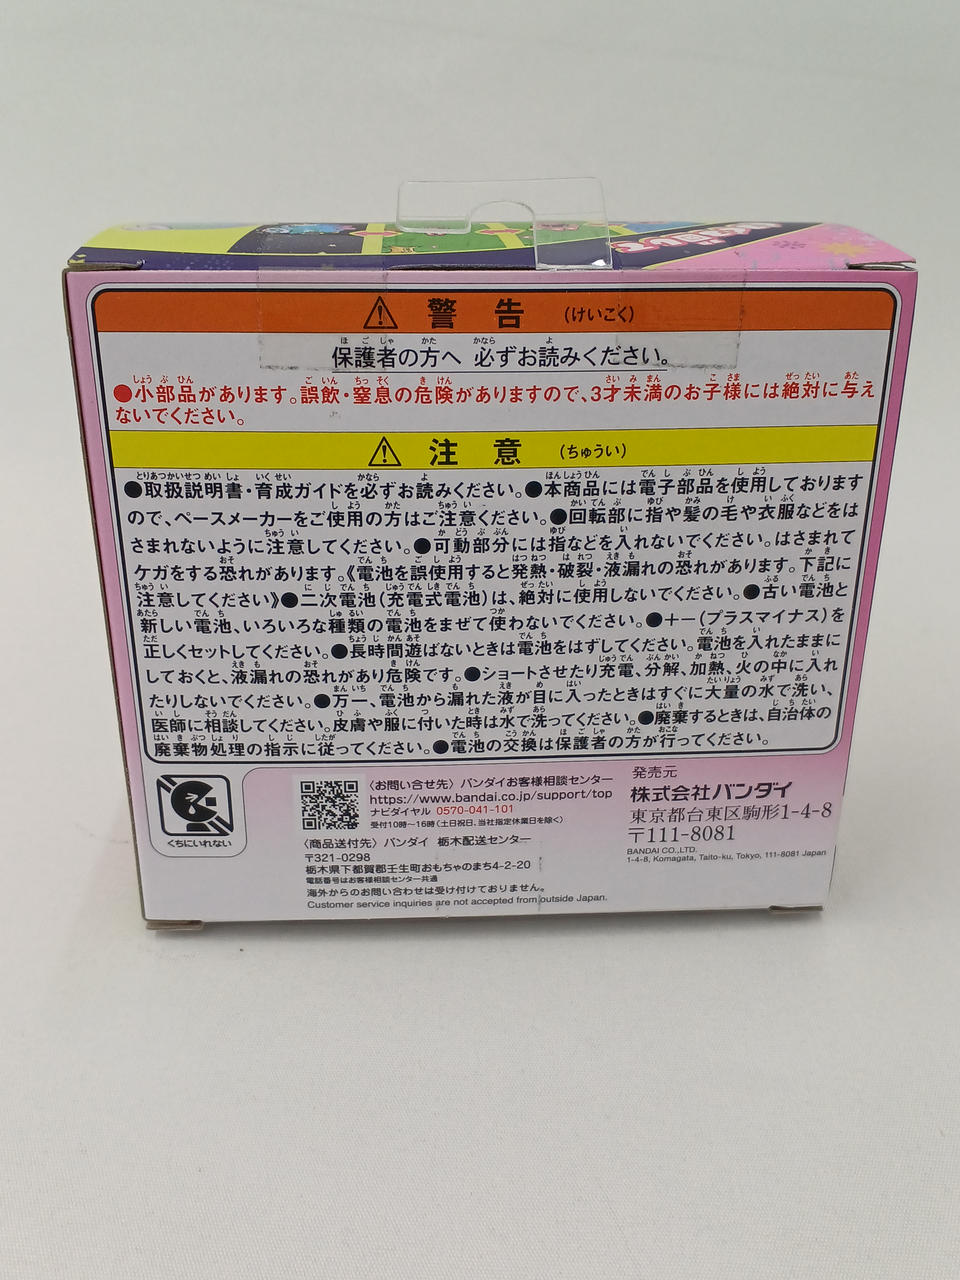 警告 (けいこく)
保護者の方へ 必ずお読みください。
●小部品があります。誤飲・窒息の危険がありますので、3才未満のお子様には絶対に与え
ないでください。
注意 (ちゅうい)
●取扱説明書・育成ガイドを必ずお読みください。●本商品には電子部品を使用しております
ので、ペースメーカーをご使用の方はご注意ください。●回転部に指や髪の毛や衣服などをは
さまれないように注意してください。●可動部分には指などを入れないでください。はさまれて
ケガをする恐れがあります。《電池を誤使用すると発熱・破裂・液漏れの恐れがあります。下記に
注意してください》●二次電池(充電式電池)は、絶対に使用しないでください。●古い電池と
新しい電池、いろいろな種類の電池をまぜて使わないでください。●+−(プラスマイナス)を
正しくセットしてください。●長時間遊ばないときは電池をはずしてください。電池を入れたままに
しておくと、液漏れの恐れがあり危険です。●ショートさせたり充電、分解、加熱、火の中に入れ
たりしないでください。●万一、電池から漏れた液が目に入ったときはすぐに大量の水で洗い、
医師に相談してください。皮膚や服に付いた時は水で洗ってください。●廃棄するときは、自治体の
廃棄物処理の指示に従ってください。●電池の交換は保護者の方が行ってください。
くちにいれない
〈お問い合せ先〉バンダイお客様相談センター
https://www.bandai.co.jp/support/top
ナビダイヤル 0570-041-101
受付10時〜16時(土日祝日、当社指定休業日を除く)
〈商品送付先〉バンダイ 栃木配送センター
〒321-0298
栃木県下都賀郡壬生町おもちゃのまち4-2-20
電話番号はお客様相談センター共通
海外からのお問い合わせは受け付けておりません。
Customer service inquiries are not accepted from outside Japan.
発売元
株式会社バンダイ
東京都台東区駒形1-4-8
〒111-8081
BANDAI CO.,LTD.
1-4-8, Komagata, Taito-ku, Tokyo, 111-8081 Japan